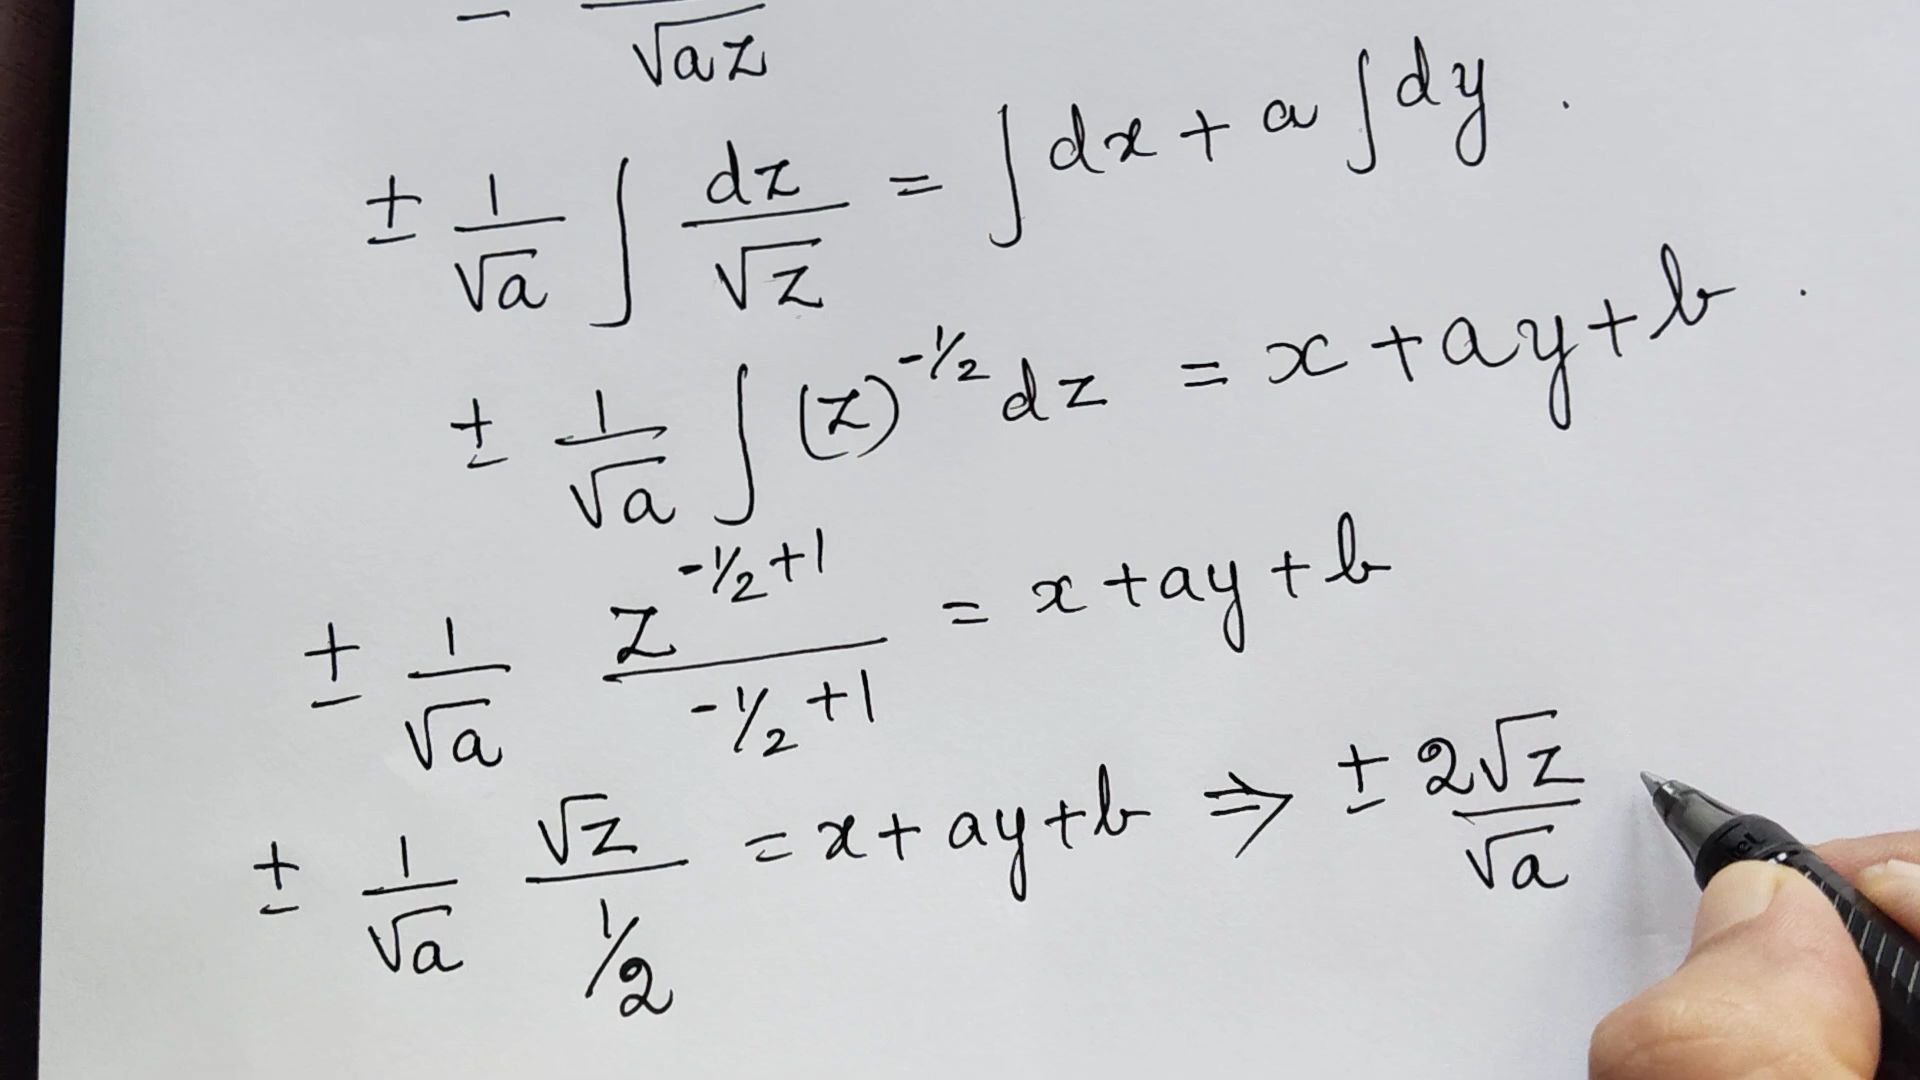 − ──── √az
± 1/√a ∫ dz/√z = ∫dx + a ∫dy .
± 1/√a ∫ (z)^{-1/2} dz = x + ay + b .
± 1/√a z^{-1/2+1}/(-1/2+1) = x + ay + b
± 1/√a √z/(1/2) = x + ay + b ⇒ ± 2√z/√a